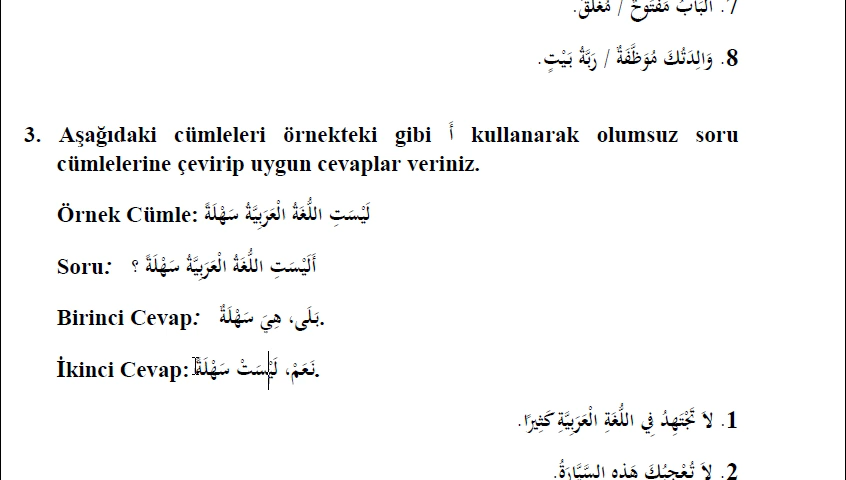 7. اَلْبَابُ مَفْتُوحٌ / مُغْلَقٌ.
8. وَالِدَتُكَ مُوَظَّفَةٌ / رَبَّةُ بَيْتٍ.
3. Aşağıdaki cümleleri örnekteki gibi أَ kullanarak olumsuz soru
cümlelerine çevirip uygun cevaplar veriniz.
Örnek Cümle: لَيْسَتِ اللُّغَةُ الْعَرَبِيَّةُ سَهْلَةً
Soru: أَلَيْسَتِ اللُّغَةُ الْعَرَبِيَّةُ سَهْلَةً ؟
Birinci Cevap: بَلَى، هِيَ سَهْلَةٌ.
İkinci Cevap: نَعَمْ، لَيْسَتْ سَهْلَةً.
1. لاَ تَجْتَهِدُ فِي اللُّغَةِ الْعَرَبِيَّةِ كَثِيرًا.
2. لاَ تُعْجِبُكَ هَذِهِ السَّيَّارَةُ.